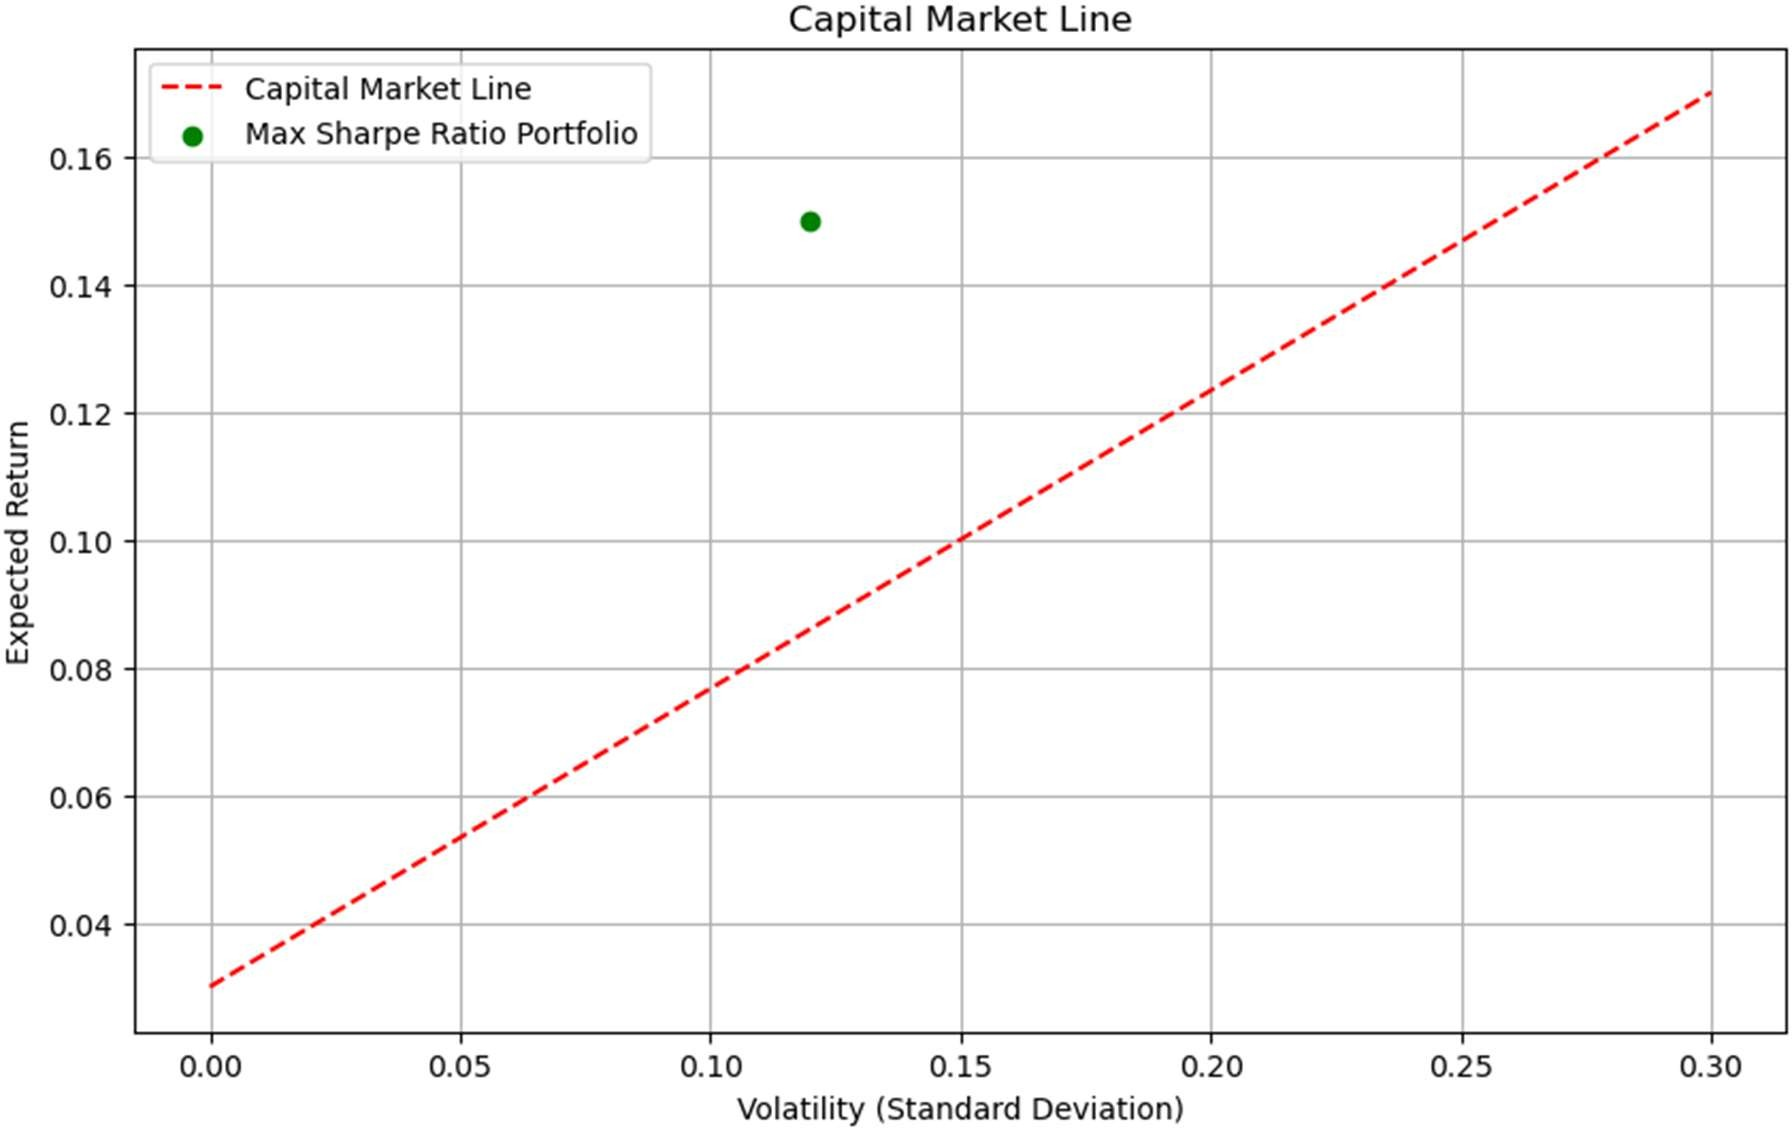 Capital Market Line
Capital Market Line
Max Sharpe Ratio Portfolio
0.16
0.14
0.12
0.10
0.08
0.06
0.04
Expected Return
0.00 0.05 0.10 0.15 0.20 0.25 0.30
Volatility (Standard Deviation)